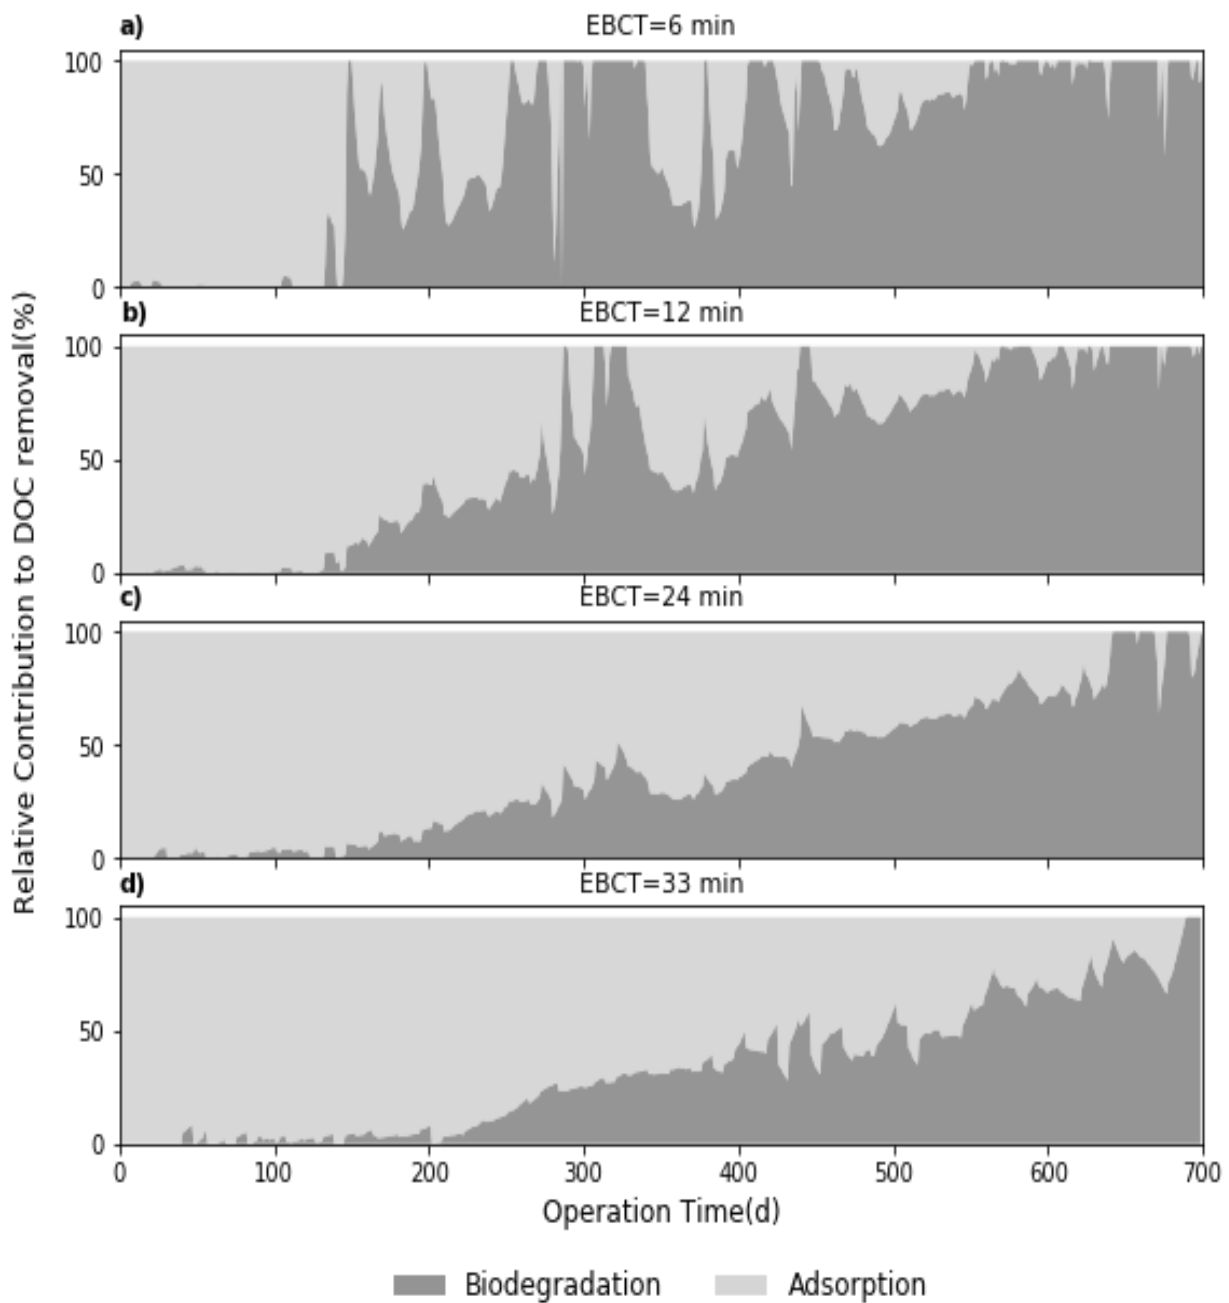 a) EBCT=6 min
100
50
0
b) EBCT=12 min
100
50
0
c) EBCT=24 min
100
50
0
d) EBCT=33 min
100
50
0
0 100 200 300 400 500 600 700
Operation Time(d)
Relative Contribution to DOC removal(%)
Biodegradation Adsorption